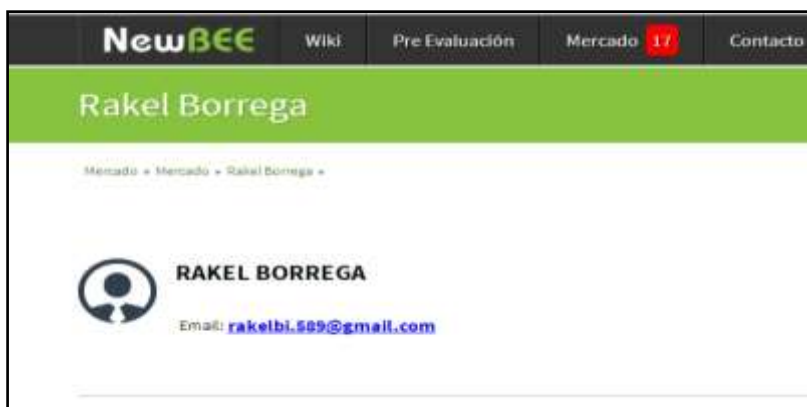 NewBEE Wiki Pre Evaluación Mercado 17 Contacto
Rakel Borrega
Mercado » Mercado » Rakel Borrega »
RAKEL BORREGA
Email: rakelbi.589@gmail.com